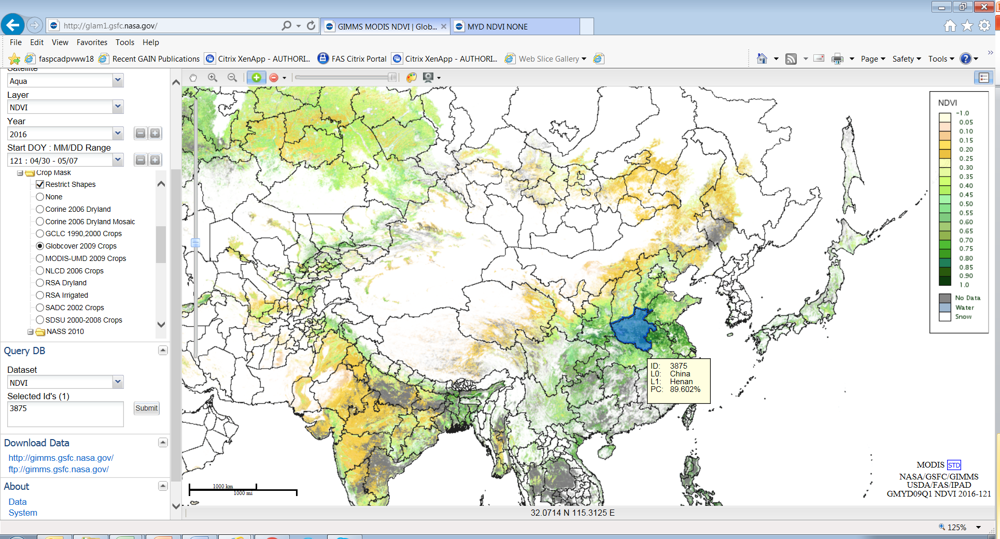 http://glam1.gsfc.nasa.gov/
GIMMS MODIS NDVI | Glob...
MYD NDVI NONE
File Edit View Favorites Tools Help
faspcadpvww18 Recent GAIN Publications Citrix XenApp - AUTHORI... FAS Citrix Portal Citrix XenApp - AUTHORI... Web Slice Gallery
Page Safety Tools
Satellite
Aqua
Layer
NDVI
Year
2016
Start DOY : MM/DD Range
121 : 04/30 - 05/07
Crop Mask
Restrict Shapes
None
Corine 2006 Dryland
Corine 2006 Dryland Mosaic
GCLC 1990,2000 Crops
Globcover 2009 Crops
MODIS-UMD 2009 Crops
NLCD 2006 Crops
RSA Dryland
RSA Irrigated
SADC 2002 Crops
SDSU 2000-2008 Crops
NASS 2010
Query DB
Dataset
NDVI
Selected Id's (1)
3875
Submit
Download Data
http://gimms.gsfc.nasa.gov/
ftp://gimms.gsfc.nasa.gov/
About
Data
System
ID: 3875
L0: China
L1: Henan
PC: 89.602%
1000 km
1000 mi
NDVI
-1.0
0.05
0.10
0.15
0.20
0.25
0.30
0.35
0.40
0.45
0.50
0.55
0.60
0.65
0.70
0.75
0.80
0.85
0.90
1.0
No Data
Water
Snow
MODIS STD
NASA/GSFC/GIMMS
USDA/FAS/IPAD
GMYD09Q1 NDVI 2016-121
32.0714 N 115.3125 E
125%